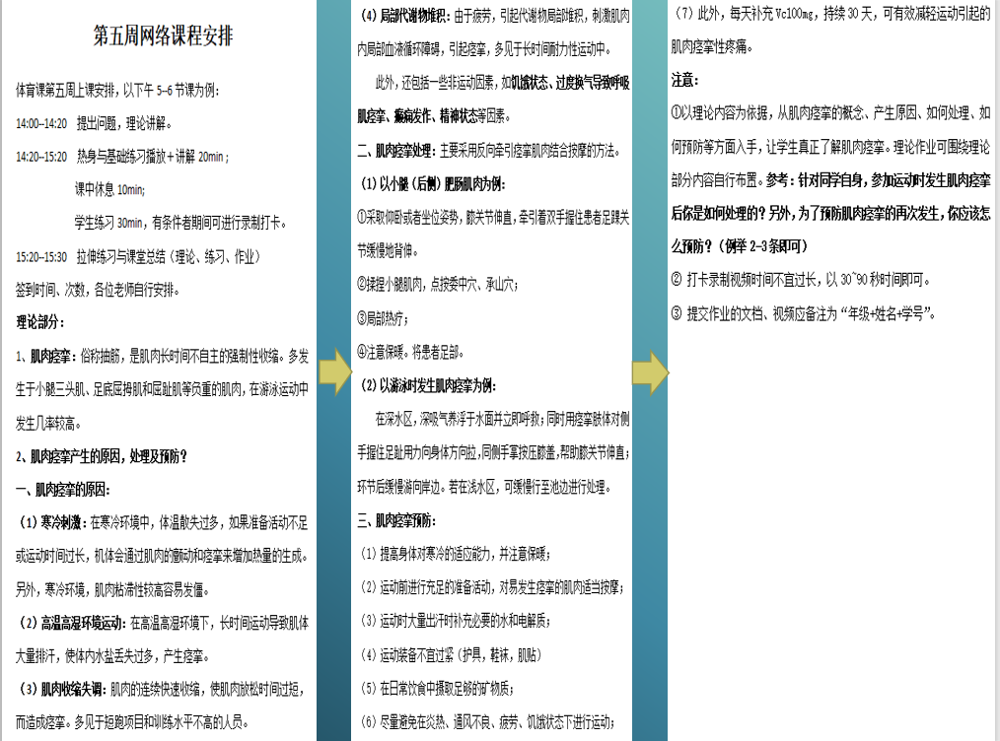 第五周网络课程安排
体育课第五周上课安排，以下午 5--6 节课为例：
14:00--14:20 提出问题，理论讲解。
14:20--15:20 热身与基础练习播放＋讲解 20min；
课中休息 10min;
学生练习 30min，有条件者期间可进行录制打卡。
15:20--15:30 拉伸练习与课堂总结（理论、练习、作业）
签到时间、次数，各位老师自行安排。
理论部分：
1、肌肉痉挛：俗称抽筋，是肌肉长时间不自主的强制性收缩。多发
生于小腿三头肌、足底屈拇肌和屈趾肌等负重的肌肉，在游泳运动中
发生几率较高。
2、肌肉痉挛产生的原因，处理及预防？
一、肌肉痉挛的原因：
（1）寒冷刺激：在寒冷环境中，体温散失过多，如果准备活动不足
或运动时间过长，机体会通过肌肉的颤动和痉挛来增加热量的生成。
另外，寒冷环境，肌肉粘滞性较高容易发僵。
（2）高温高湿环境运动：在高温高湿环境下，长时间运动导致肌体
大量排汗，使体内水盐丢失过多，产生痉挛。
（3）肌肉收缩失调：肌肉的连续快速收缩，使肌肉放松时间过短，
而造成痉挛。多见于短跑项目和训练水平不高的人员。
（4）局部代谢物堆积：由于疲劳，引起代谢物局部堆积，刺激肌肉
内局部血液循环障碍，引起痉挛，多见于长时间耐力性运动中。
此外，还包括一些非运动因素，如饥饿状态、过度换气导致呼吸
肌痉挛、癫痫发作、精神状态等因素。
二、肌肉痉挛处理：主要采用反向牵引痉挛肌肉结合按摩的方法。
（1）以小腿（后侧）肥肠肌肉为例：
①采取仰卧或者坐位姿势，膝关节伸直，牵引着双手握住患者足踝关
节缓慢地背伸。
②揉捏小腿肌肉，点按委中穴、承山穴；
③局部热疗；
④注意保暖。将患者足部。
（2）以游泳时发生肌肉痉挛为例：
在深水区，深吸气养浮于水面并立即呼救；同时用痉挛肢体对侧
手握住足趾用力向身体方向拉，同侧手掌按压膝盖，帮助膝关节伸直；
环节后缓慢游向岸边。若在浅水区，可缓慢行至池边进行处理。
三、肌肉痉挛预防：
（1）提高身体对寒冷的适应能力，并注意保暖；
（2）运动前进行充足的准备活动，对易发生痉挛的肌肉适当按摩；
（3）运动时大量出汗时补充必要的水和电解质；
（4）运动装备不宜过紧（护具，鞋袜，肌贴）
（5）在日常饮食中摄取足够的矿物质；
（6）尽量避免在炎热、通风不良、疲劳、饥饿状态下进行运动；
（7）此外，每天补充 Vc100mg，持续 30 天，可有效减轻运动引起的
肌肉痉挛性疼痛。
注意：
①以理论内容为依据，从肌肉痉挛的概念、产生原因、如何处理、如
何预防等方面入手，让学生真正了解肌肉痉挛。理论作业可围绕理论
部分内容自行布置。参考：针对同学自身，参加运动时发生肌肉痉挛
后你是如何处理的？另外，为了预防肌肉痉挛的再次发生，你应该怎
么预防？（例举 2-3 条即可）
② 打卡录制视频时间不宜过长，以 30~90 秒时间即可。
③ 提交作业的文档、视频应备注为“年级+姓名+学号”。